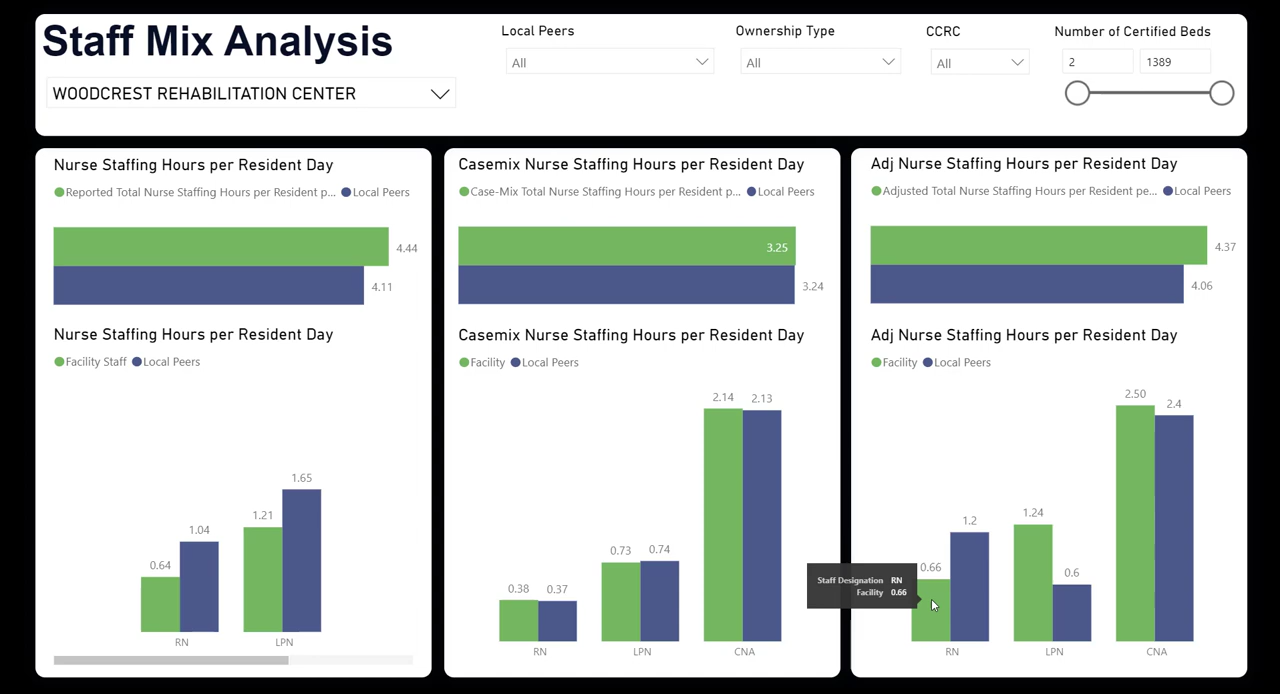 Staff Mix Analysis
WOODCREST REHABILITATION CENTER
Local Peers
All
Ownership Type
All
CCRC
All
Number of Certified Beds
2 1389
Nurse Staffing Hours per Resident Day
Reported Total Nurse Staffing Hours per Resident p... Local Peers
4.44
4.11
Nurse Staffing Hours per Resident Day
Facility Staff Local Peers
0.64 1.04 1.21 1.65
RN LPN
Casemix Nurse Staffing Hours per Resident Day
Case-Mix Total Nurse Staffing Hours per Resident p... Local Peers
3.25
3.24
Casemix Nurse Staffing Hours per Resident Day
Facility Local Peers
0.38 0.37 0.73 0.74 2.14 2.13
RN LPN CNA
Adj Nurse Staffing Hours per Resident Day
Adjusted Total Nurse Staffing Hours per Resident pe... Local Peers
4.37
4.06
Adj Nurse Staffing Hours per Resident Day
Facility Local Peers
0.66 1.2 1.24 0.6 2.50 2.4
Staff Designation RN
Facility 0.66
RN LPN CNA